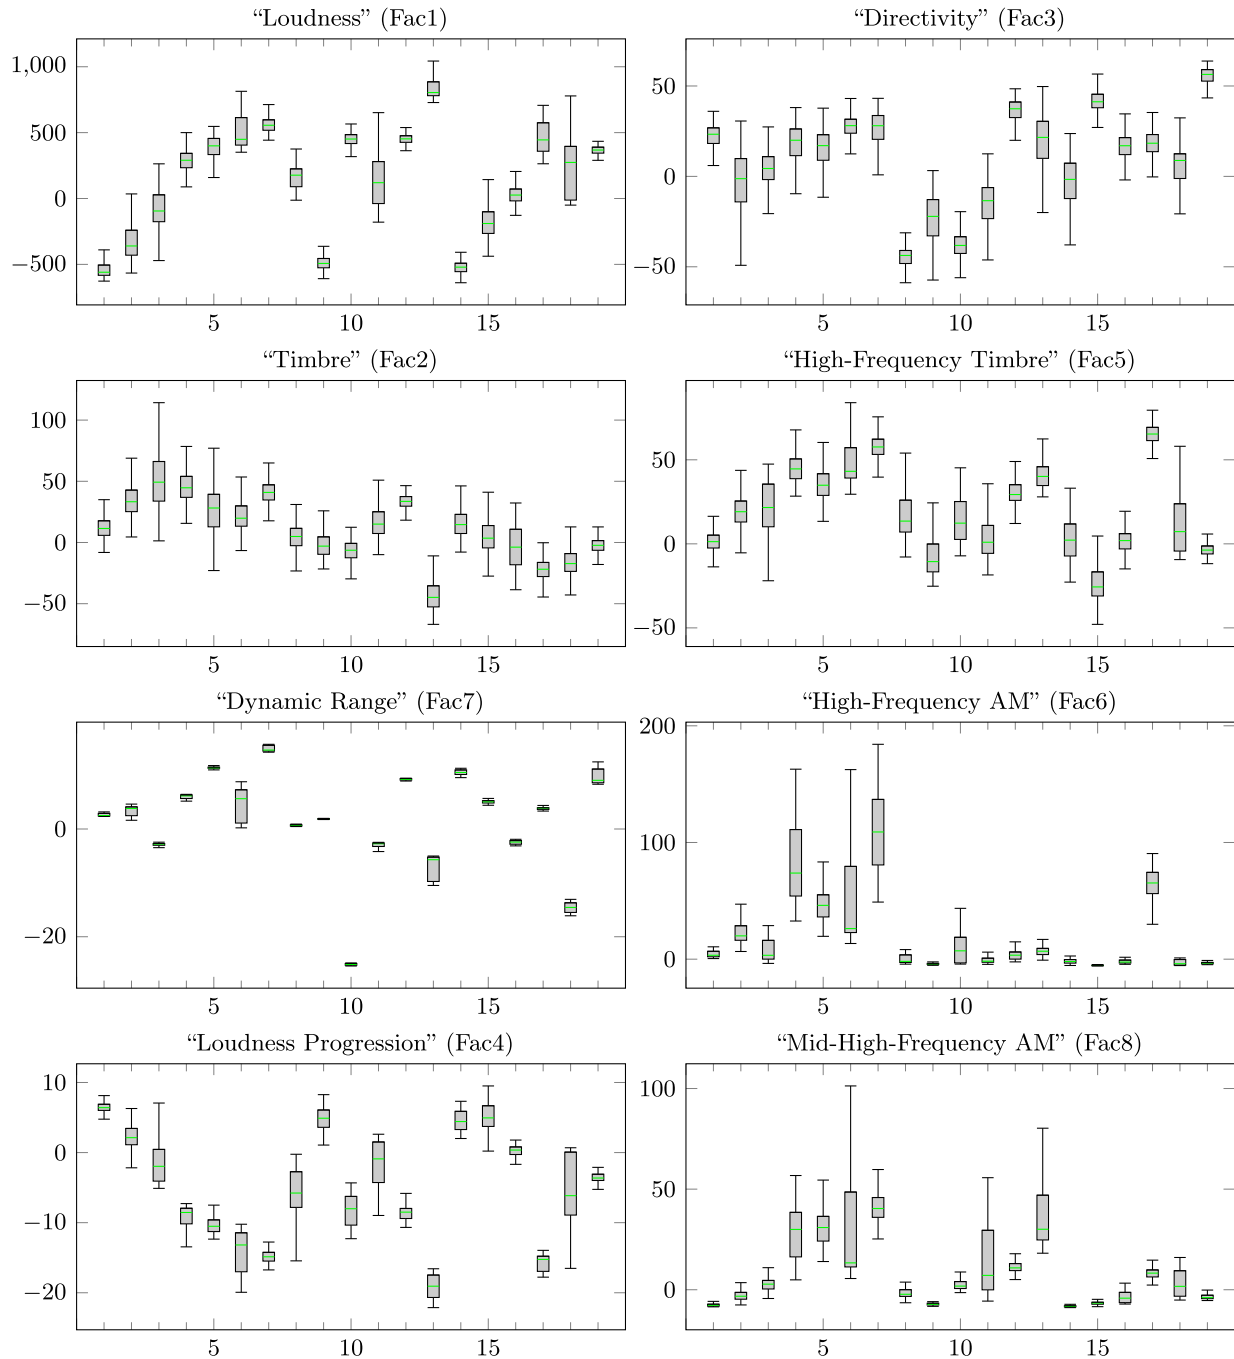 “Loudness” (Fac1)
1,000
500
0
−500
5 10 15
“Directivity” (Fac3)
50
0
−50
5 10 15
“Timbre” (Fac2)
100
50
0
−50
5 10 15
“High-Frequency Timbre” (Fac5)
50
0
−50
5 10 15
“Dynamic Range” (Fac7)
0
−20
5 10 15
“High-Frequency AM” (Fac6)
200
100
0
5 10 15
“Loudness Progression” (Fac4)
10
0
−10
−20
5 10 15
“Mid-High-Frequency AM” (Fac8)
100
50
0
5 10 15